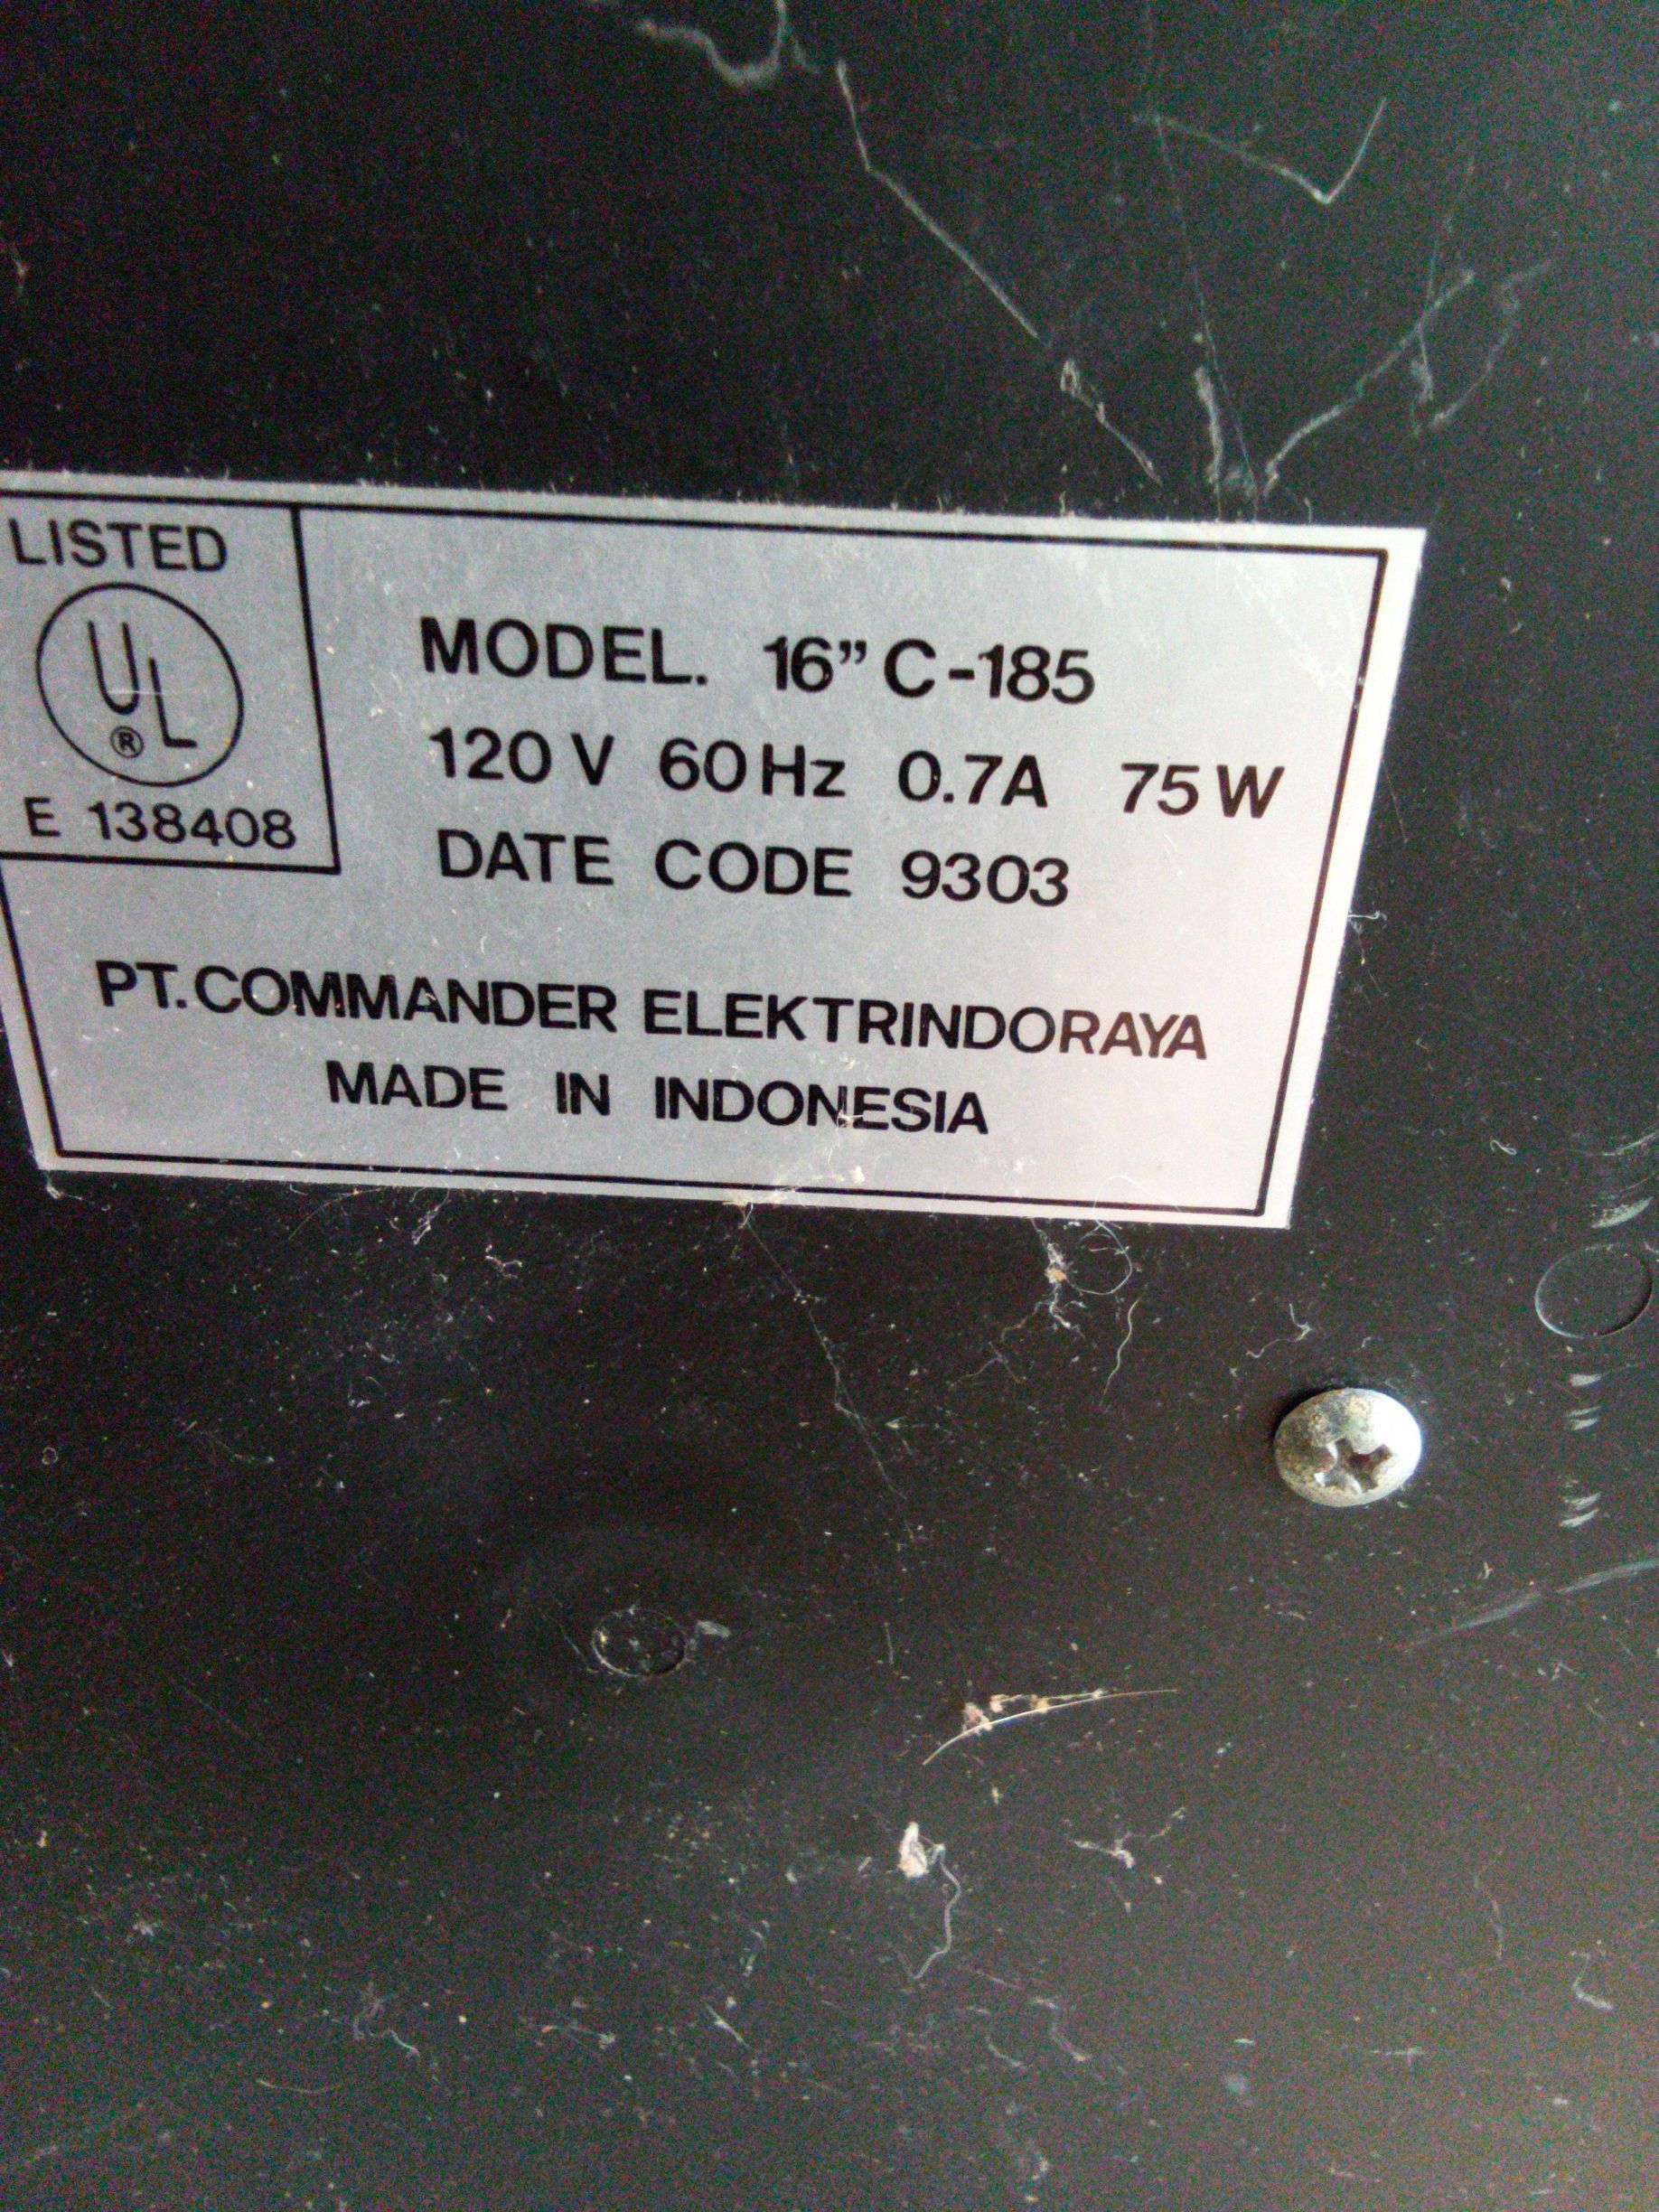 LISTED
UL
®
E 138408
MODEL. 16” C-185
120 V 60 Hz 0.7A 75 W
DATE CODE 9303
PT. COMMANDER ELEKTRINDORAYA
MADE IN INDONESIA